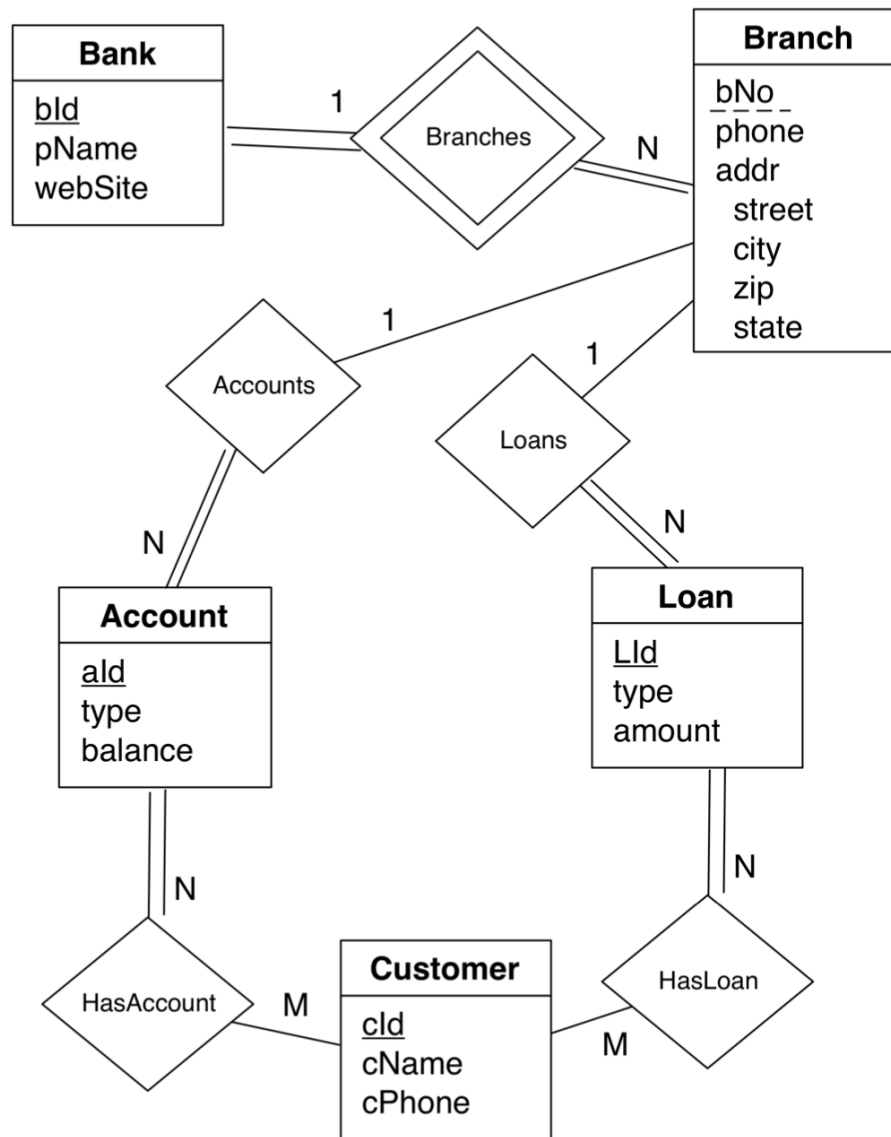 Bank
bId
pName
webSite
1
Branches
N
Branch
bNo
phone
addr
street
city
zip
state
1
Accounts
N
1
Loans
N
Account
aId
type
balance
Loan
LId
type
amount
N
HasAccount
M
Customer
cId
cName
cPhone
N
HasLoan
M